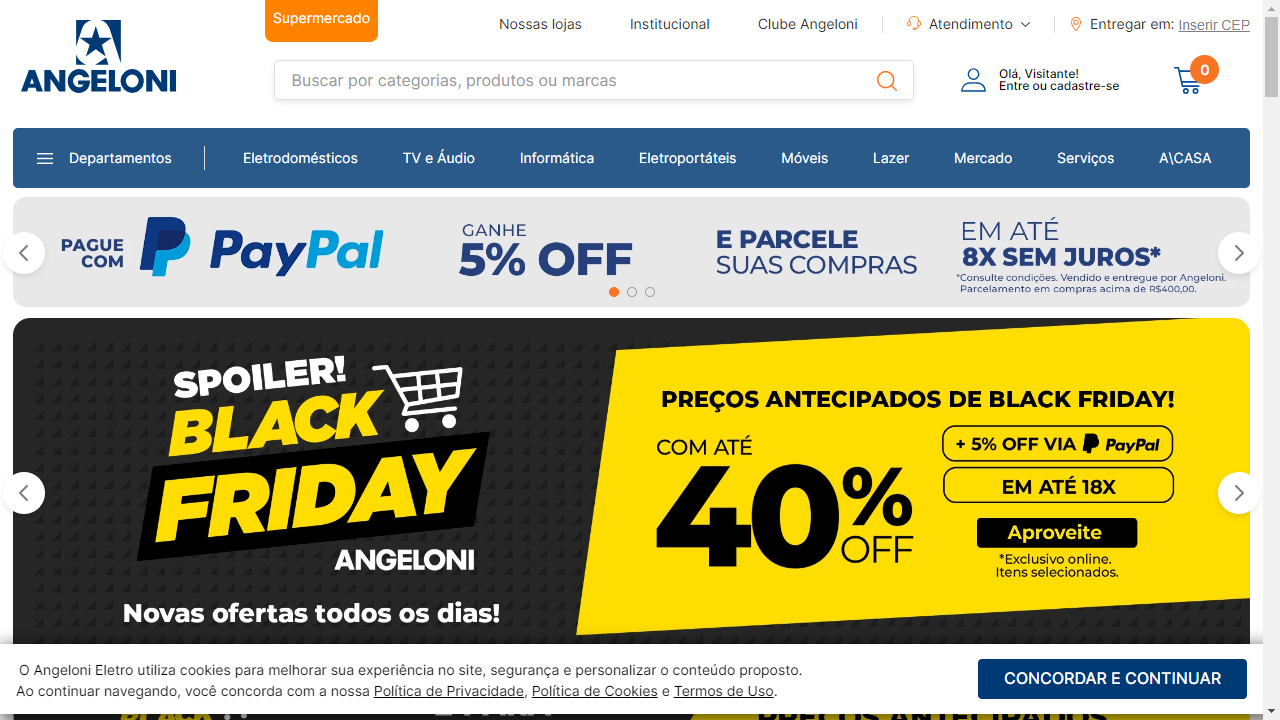 Supermercado
Nossas lojas
Institucional
Clube Angeloni
Atendimento
Entregar em: Inserir CEP
ANGELONI
Buscar por categorias, produtos ou marcas
Olá, Visitante!
Entre ou cadastre-se
0
Departamentos
Eletrodomésticos
TV e Áudio
Informática
Eletroportáteis
Móveis
Lazer
Mercado
Serviços
A\CASA
PAGUE
COM
PayPal
GANHE
5% OFF
E PARCELE
SUAS COMPRAS
EM ATÉ
8X SEM JUROS*
*Consulte condições. Vendido e entregue por Angeloni.
Parcelamento em compras acima de R$400,00.
SPOILER!
BLACK
FRIDAY
ANGELONI
Novas ofertas todos os dias!
PREÇOS ANTECIPADOS DE BLACK FRIDAY!
COM ATÉ
40% OFF
+ 5% OFF VIA PayPal
EM ATÉ 18X
Aproveite
*Exclusivo online.
Itens selecionados.
O Angeloni Eletro utiliza cookies para melhorar sua experiência no site, segurança e personalizar o conteúdo proposto.
Ao continuar navegando, você concorda com a nossa Política de Privacidade, Política de Cookies e Termos de Uso.
CONCORDAR E CONTINUAR